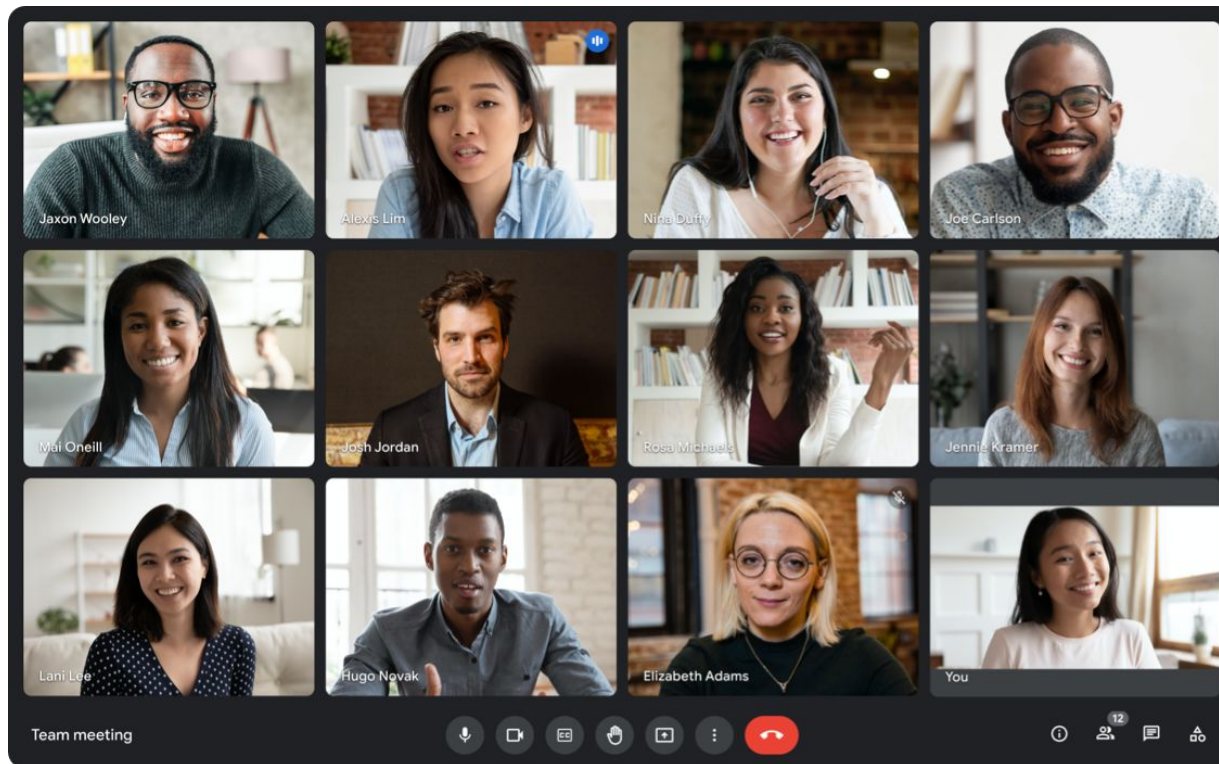 Jaxon Wooley
Alexis Lim
Nina Duffy
Joe Carlson
Mai Oneill
Josh Jordan
Rosa Michaels
Jennie Kramer
Lani Lee
Hugo Novak
Elizabeth Adams
You
Team meeting
CC
12